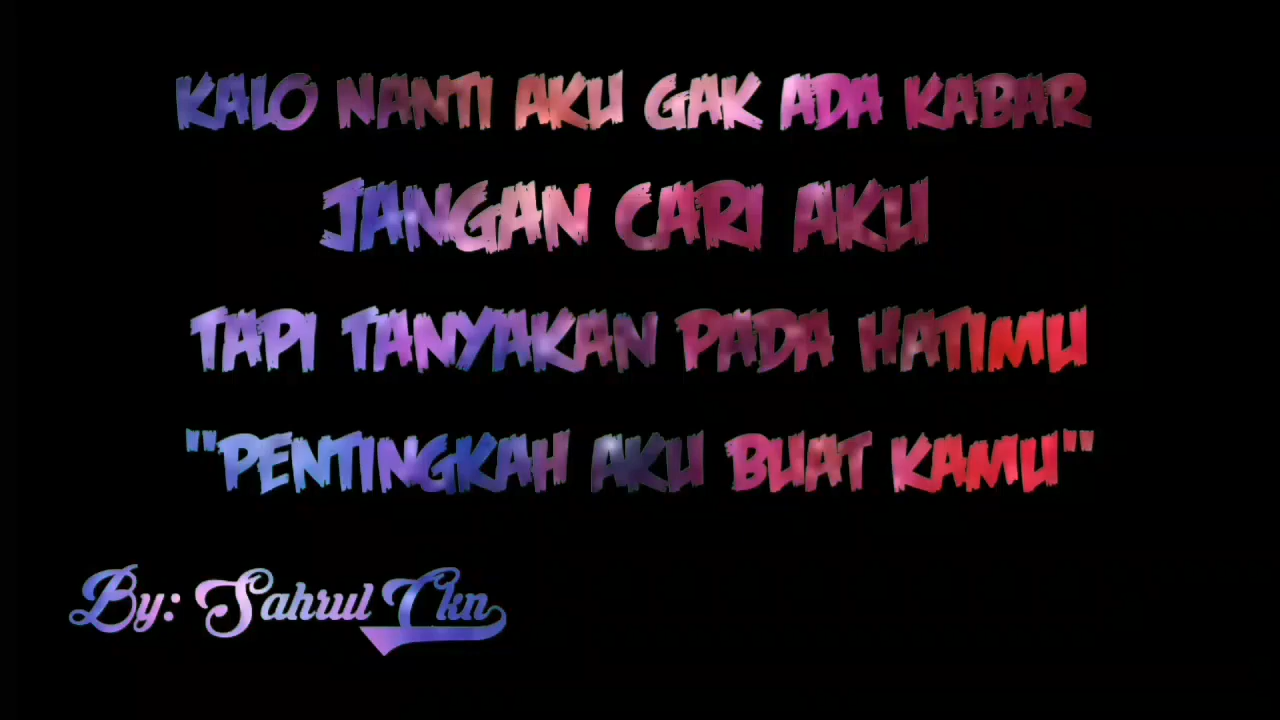 KALO NANTI AKU GAK ADA KABAR
JANGAN CARI AKU
TAPI TANYAKAN PADA HATIMU
"PENTINGKAH AKU BUAT KAMU"
By: Sahrul Ckn